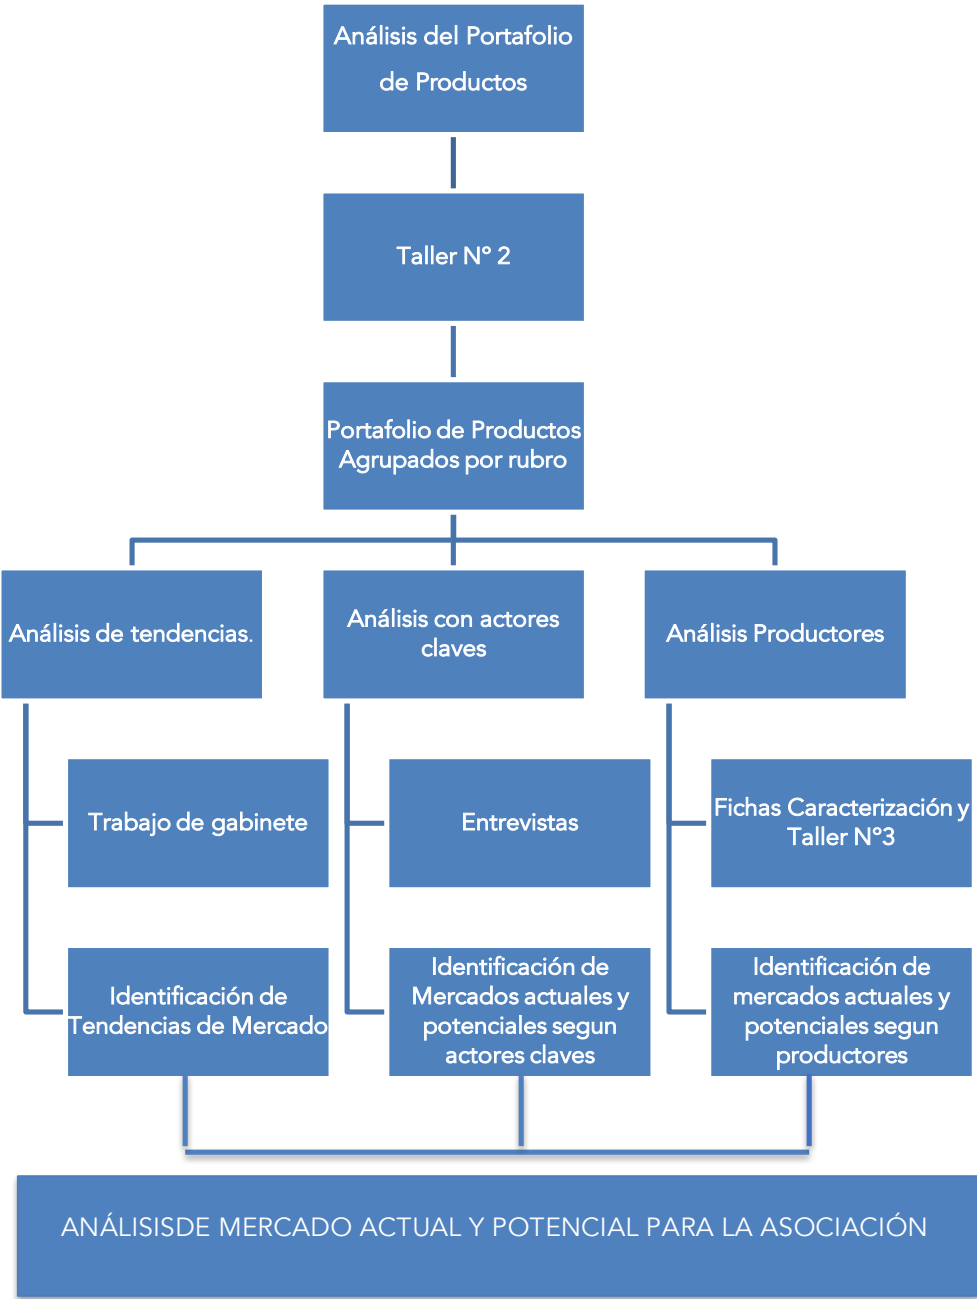 Análisis del Portafolio
de Productos
Taller Nº 2
Portafolio de Productos
Agrupados por rubro
Análisis de tendencias.
Análisis con actores
claves
Análisis Productores
Trabajo de gabinete
Entrevistas
Fichas Caracterización y
Taller Nº3
Identificación de
Tendencias de Mercado
Identificación de
Mercados actuales y
potenciales segun
actores claves
Identificación de
mercados actuales y
potenciales segun
productores
ANÁLISISDE MERCADO ACTUAL Y POTENCIAL PARA LA ASOCIACIÓN